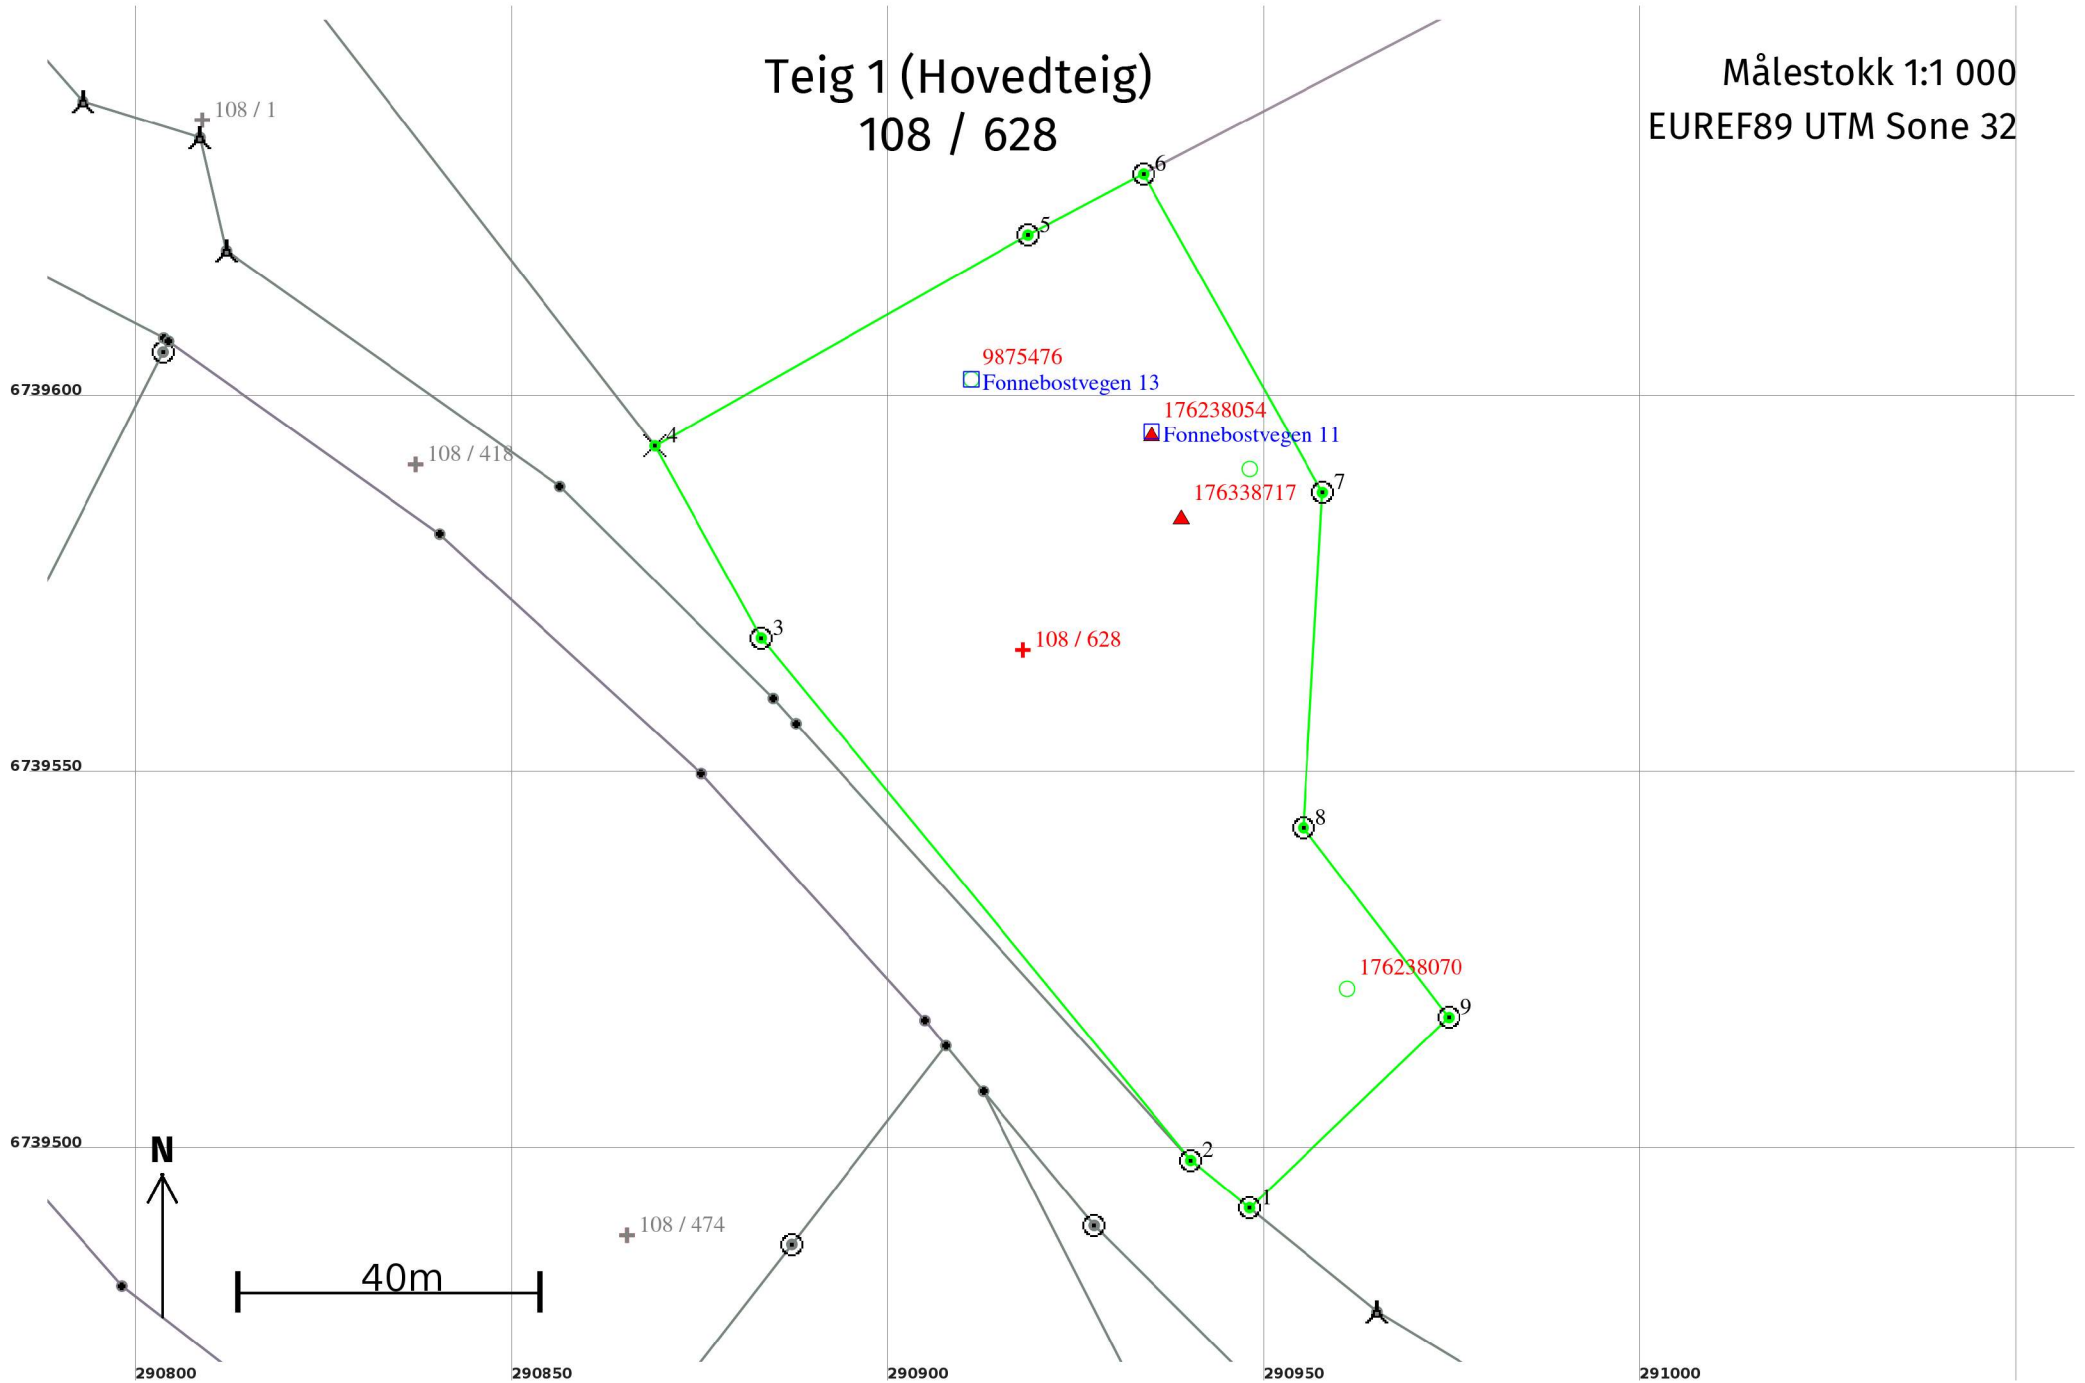 Teig 1 (Hovedteig)
108 / 628
Målestokk 1:1 000
EUREF89 UTM Sone 32
108 / 1
6
5
9875476
Fonnebostvegen 13
6739600
176238054
Fonnebostvegen 11
4
108 / 418
7
176338717
3
108 / 628
6739550
8
176238070
9
6739500
N
2
1
108 / 474
40m
290800
290850
290900
290950
291000